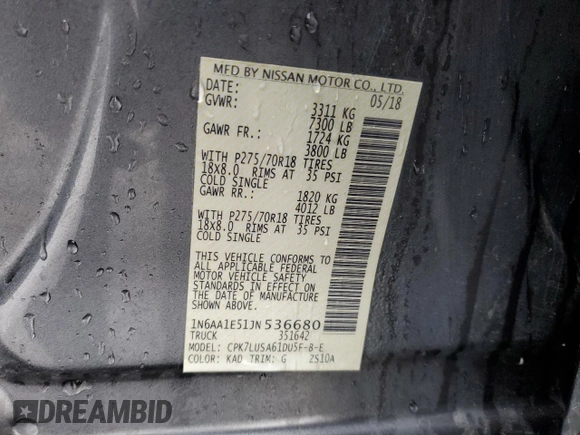 MFD BY NISSAN MOTOR CO., LTD.
DATE: 05/18
GVWR: 3311 KG
7300 LB
GAWR FR.: 1724 KG
3800 LB
WITH P275/70R18 TIRES
18x8.0 RIMS AT 35 PSI
COLD SINGLE
GAWR RR.: 1820 KG
4012 LB
WITH P275/70R18 TIRES
18x8.0 RIMS AT 35 PSI
COLD SINGLE
THIS VEHICLE CONFORMS TO
ALL APPLICABLE FEDERAL
MOTOR VEHICLE SAFETY
STANDARDS IN EFFECT ON
THE DATE OF MANUFACTURE
SHOWN ABOVE.
1N6AA1E51JN536680
TRUCK 351642
MODEL: CPK7LUSA61DU5F-B-E
COLOR: KAD TRIM: G 2S10A
DREAMBID